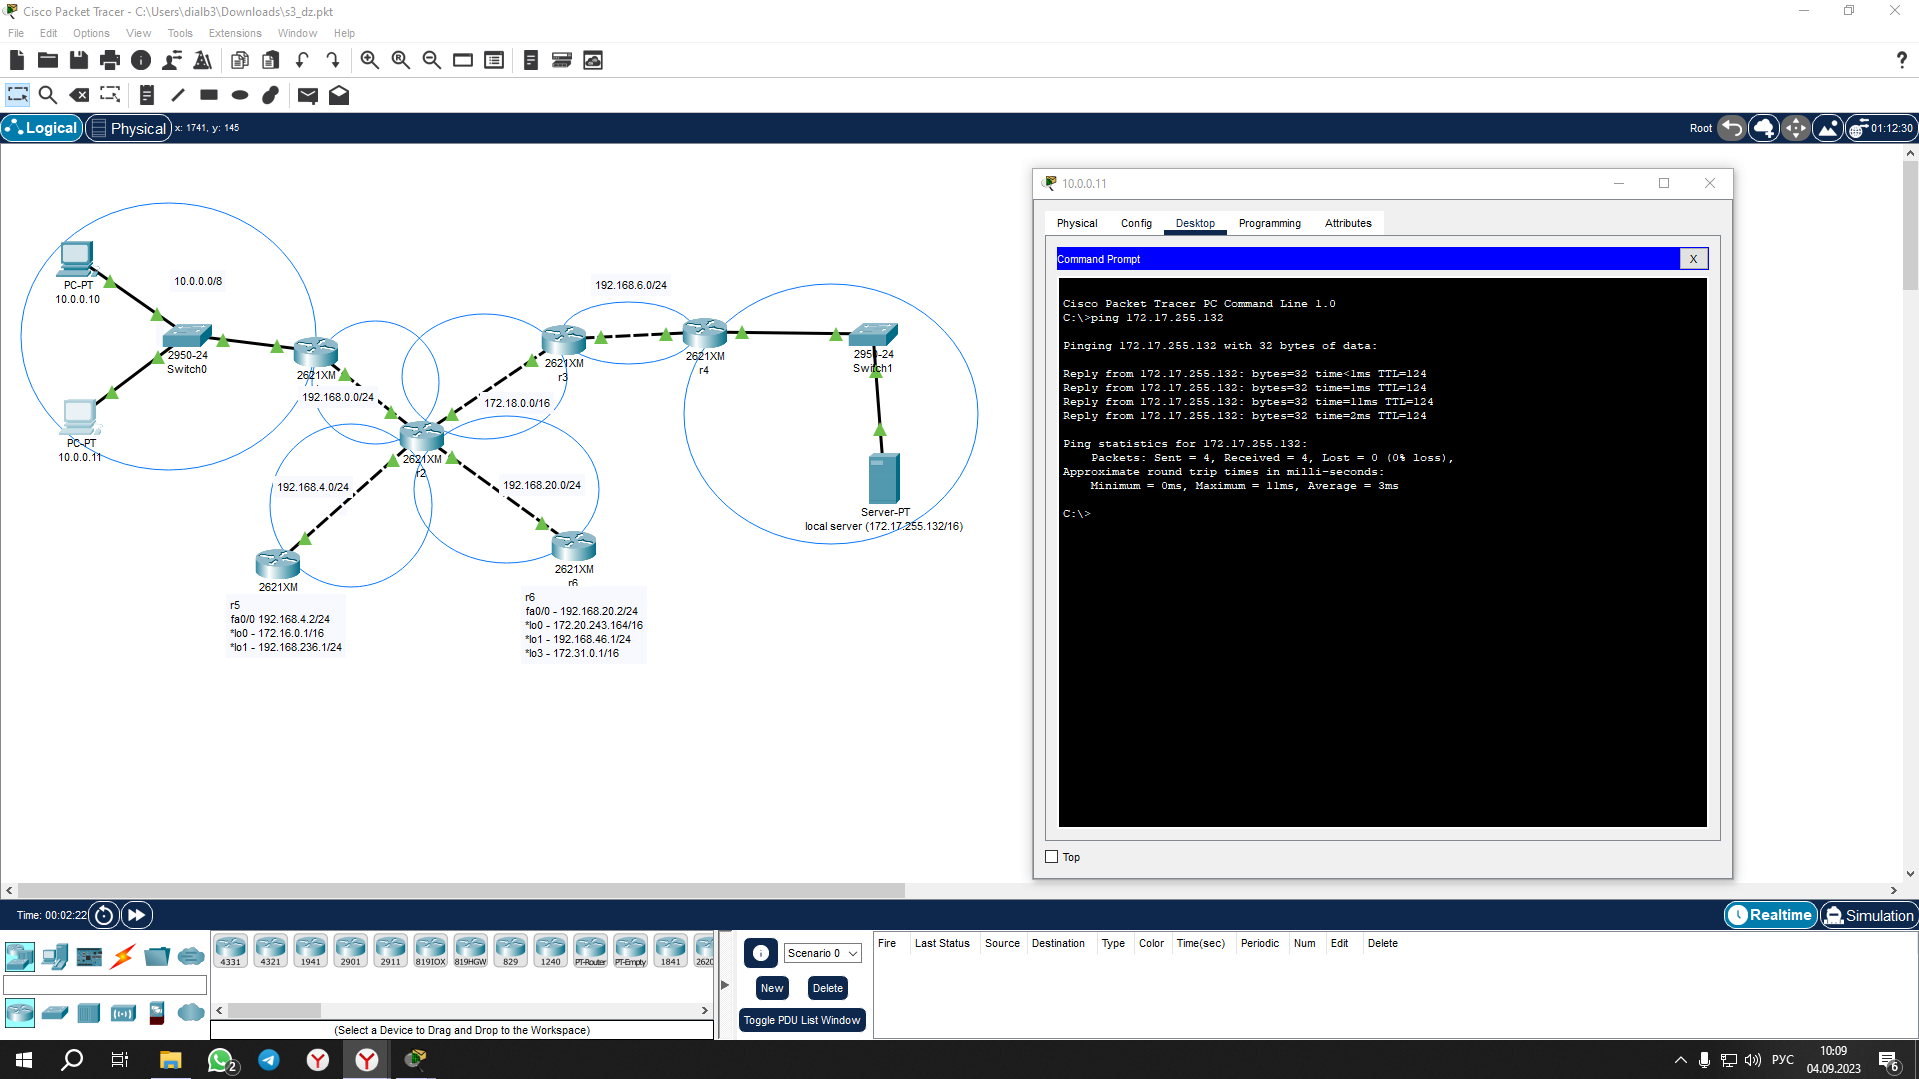 Cisco Packet Tracer - C:\Users\dialb3\Downloads\s3_dz.pkt
File Edit Options View Tools Extensions Window Help
Logical Physical x: 1741, y: 145
Root 01:12:30
PC-PT
10.0.0.10
10.0.0.0/8
2950-24
Switch0
PC-PT
10.0.0.11
2621XM
192.168.0.0/24
2621XM
r2
172.18.0.0/16
2621XM
r3
192.168.6.0/24
2621XM
r4
2950-24
Switch1
Server-PT
local server (172.17.255.132/16)
192.168.4.0/24
192.168.20.0/24
2621XM
r5
fa0/0 192.168.4.2/24
*lo0 - 172.16.0.1/16
*lo1 - 192.168.236.1/24
2621XM
r6
r6
fa0/0 - 192.168.20.2/24
*lo0 - 172.20.243.164/16
*lo1 - 192.168.46.1/24
*lo3 - 172.31.0.1/16
10.0.0.11
Physical Config Desktop Programming Attributes
Command Prompt
X
Cisco Packet Tracer PC Command Line 1.0
C:\>ping 172.17.255.132
Pinging 172.17.255.132 with 32 bytes of data:
Reply from 172.17.255.132: bytes=32 time<1ms TTL=124
Reply from 172.17.255.132: bytes=32 time=1ms TTL=124
Reply from 172.17.255.132: bytes=32 time=11ms TTL=124
Reply from 172.17.255.132: bytes=32 time=2ms TTL=124
Ping statistics for 172.17.255.132:
Packets: Sent = 4, Received = 4, Lost = 0 (0% loss),
Approximate round trip times in milli-seconds:
Minimum = 0ms, Maximum = 11ms, Average = 3ms
C:\>
Top
Time: 00:02:22
Realtime Simulation
4331 4321 1941 2901 2911 819IOX 819HGW 829 1240 PT-Router PT-Empty 1841 2620
(Select a Device to Drag and Drop to the Workspace)
Scenario 0
New Delete
Toggle PDU List Window
Fire Last Status Source Destination Type Color Time(sec) Periodic Num Edit Delete
2
РУС
10:09
04.09.2023
6